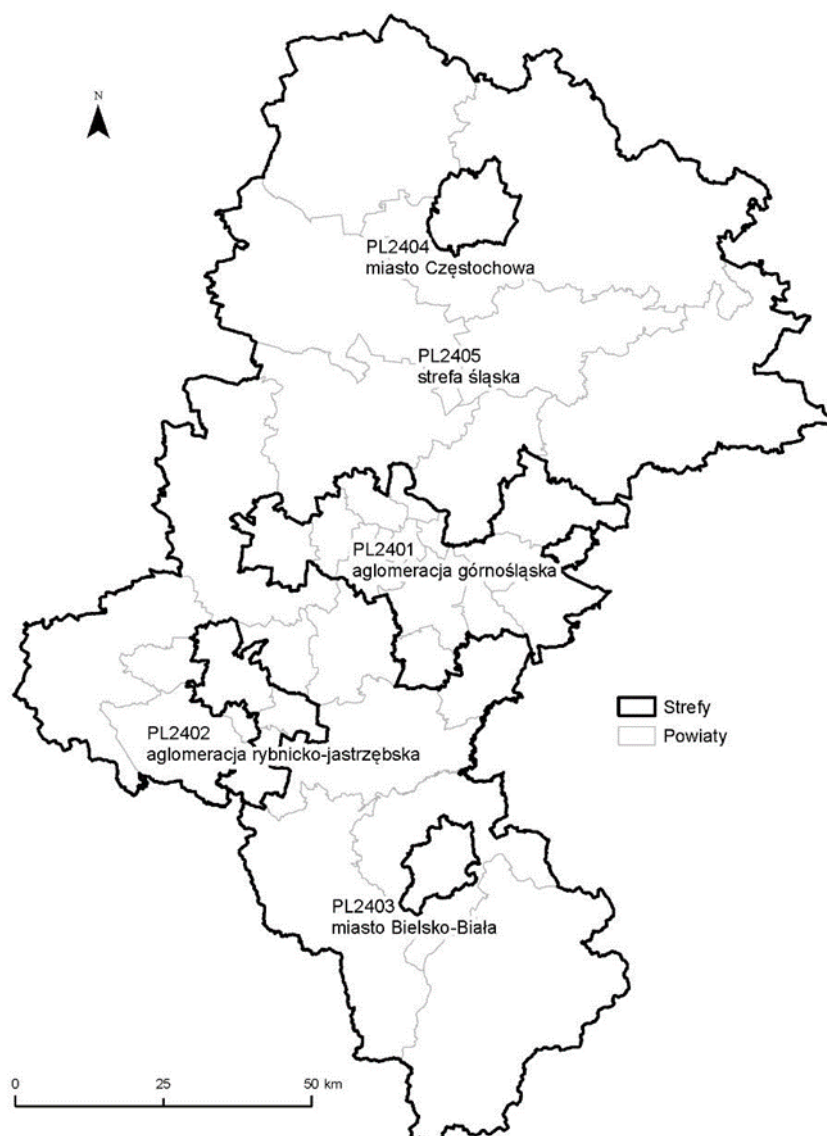 N
PL2404
miasto Częstochowa
PL2405
strefa śląska
PL2401
aglomeracja górnośląska
Strefy
Powiaty
PL2402
aglomeracja rybnicko-jastrzębska
PL2403
miasto Bielsko-Biała
0 25 50 km